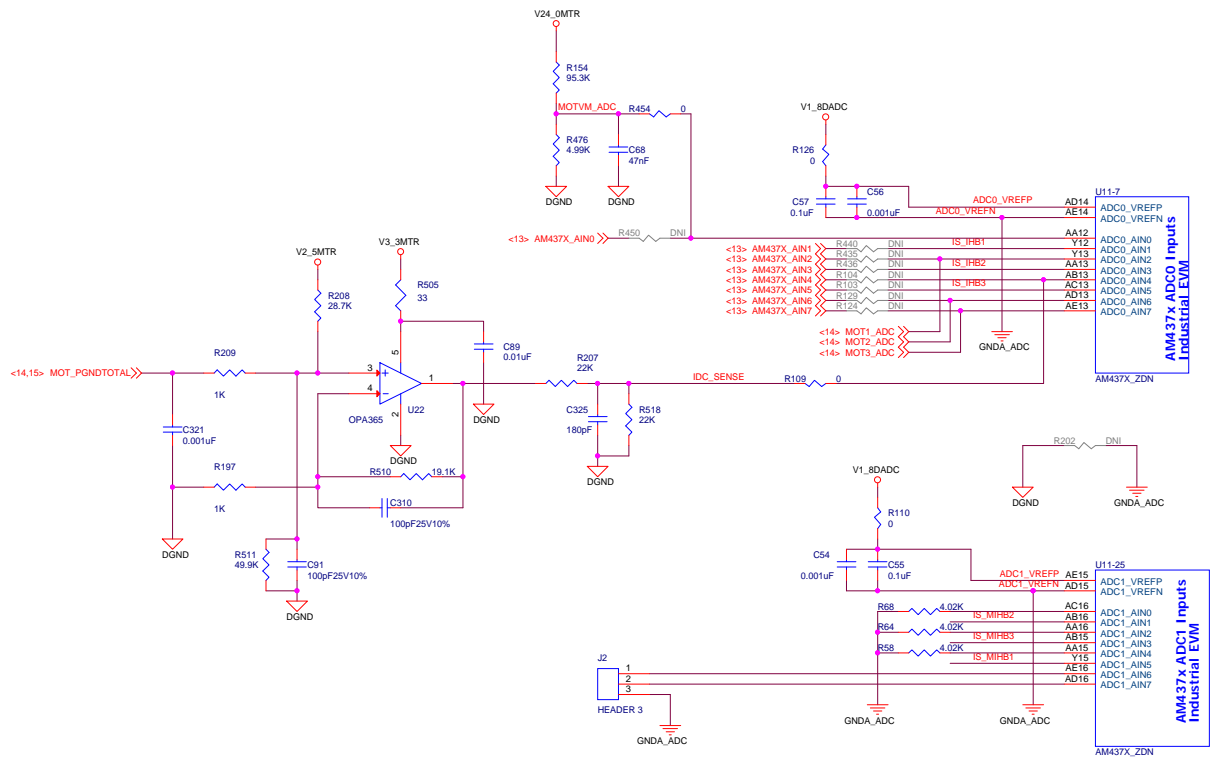 V24_0MTR
R154
95.3K
MOTVM_ADC
R454
0
R476
4.99K
C68
47nF
DGND
DGND
V1_8DADC
R126
0
C57
0.1uF
C56
0.001uF
ADC0_VREFP
ADC0_VREFN
U11-7
AD14
ADC0_VREFP
AE14
ADC0_VREFN
AA12
ADC0_AIN0
Y12
ADC0_AIN1
Y13
ADC0_AIN2
AA13
ADC0_AIN3
AB13
ADC0_AIN4
AC13
ADC0_AIN5
AD13
ADC0_AIN6
AE13
ADC0_AIN7
AM437x ADC0 Inputs
Industrial EVM
AM437X_ZDN
<13> AM437X_AIN0
R450
DNI
<13> AM437X_AIN1
R440
DNI
IS_IHB1
<13> AM437X_AIN2
R435
DNI
<13> AM437X_AIN3
R436
DNI
IS_IHB2
<13> AM437X_AIN4
R104
DNI
<13> AM437X_AIN5
R103
DNI
IS_IHB3
<13> AM437X_AIN6
R129
DNI
<13> AM437X_AIN7
R124
DNI
<14> MOT1_ADC
<14> MOT2_ADC
<14> MOT3_ADC
GNDA_ADC
V2_5MTR
V3_3MTR
R208
28.7K
R505
33
C89
0.01uF
DGND
<14,15> MOT_PGNDTOTAL
R209
1K
C321
0.001uF
R197
1K
DGND
3
4
5
2
1
+
−
OPA365
U22
DGND
R510
19.1K
C310
100pF25V10%
R511
49.9K
C91
100pF25V10%
DGND
R207
22K
C325
180pF
R518
22K
DGND
IDC_SENSE
R109
0
R202
DNI
DGND
GNDA_ADC
V1_8DADC
R110
0
C54
0.001uF
C55
0.1uF
ADC1_VREFP
ADC1_VREFN
U11-25
AE15
ADC1_VREFP
AD15
ADC1_VREFN
AC16
ADC1_AIN0
AB16
ADC1_AIN1
AA16
ADC1_AIN2
AB15
ADC1_AIN3
AA15
ADC1_AIN4
Y15
ADC1_AIN5
AE16
ADC1_AIN6
AD16
ADC1_AIN7
AM437x ADC1 Inputs
Industrial EVM
AM437X_ZDN
R68
4.02K
IS_MIHB2
R64
4.02K
IS_MIHB3
R58
4.02K
IS_MIHB1
J2
1
2
3
HEADER 3
GNDA_ADC
GNDA_ADC
GNDA_ADC